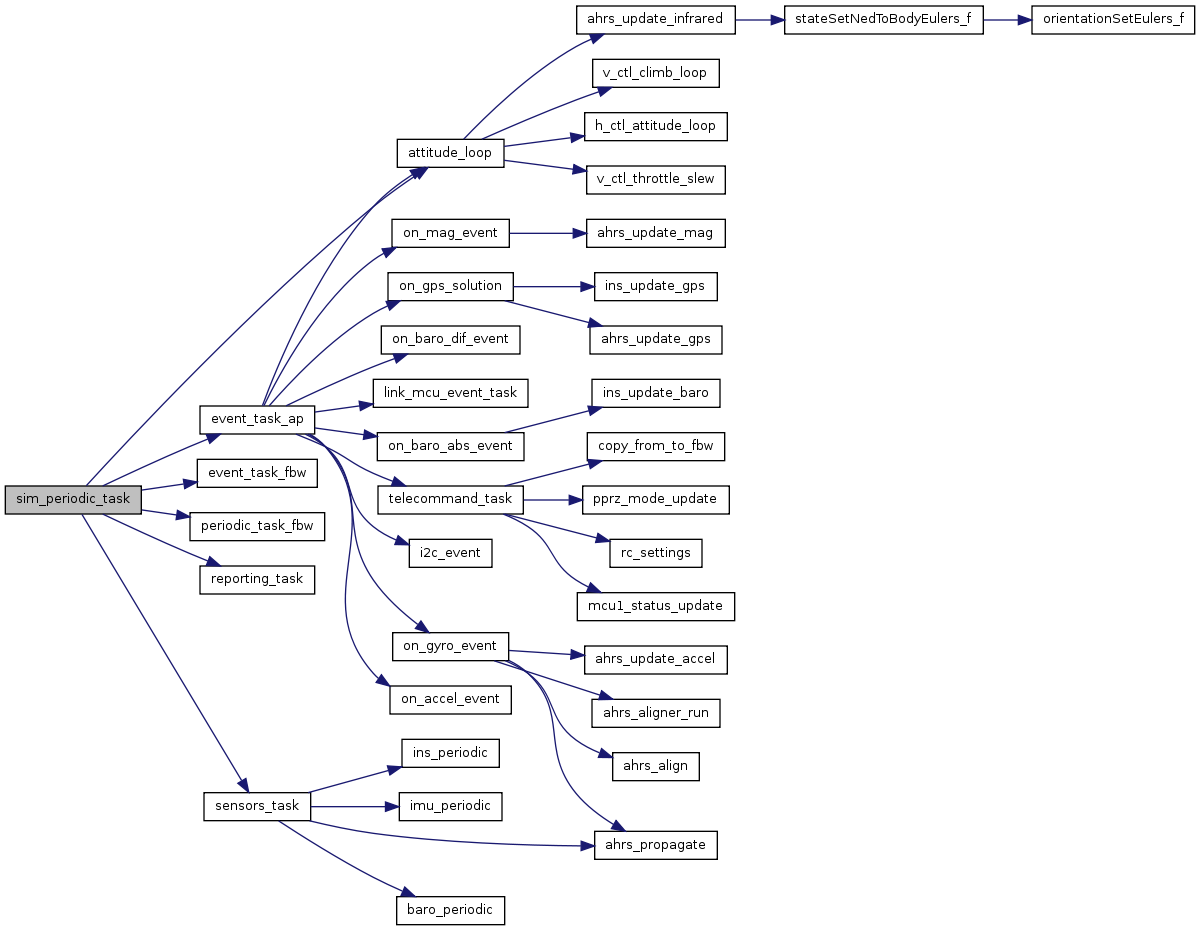 ahrs_update_infrared
stateSetNedToBodyEulers_f
orientationSetEulers_f
v_ctl_climb_loop
h_ctl_attitude_loop
attitude_loop
v_ctl_throttle_slew
on_mag_event
ahrs_update_mag
on_gps_solution
ins_update_gps
on_baro_dif_event
ahrs_update_gps
link_mcu_event_task
ins_update_baro
event_task_ap
on_baro_abs_event
copy_from_to_fbw
event_task_fbw
sim_periodic_task
telecommand_task
pprz_mode_update
periodic_task_fbw
i2c_event
rc_settings
reporting_task
mcu1_status_update
on_gyro_event
ahrs_update_accel
on_accel_event
ahrs_aligner_run
ins_periodic
ahrs_align
sensors_task
imu_periodic
ahrs_propagate
baro_periodic